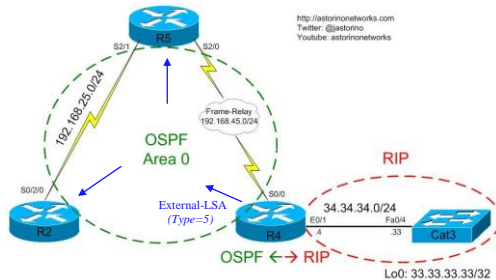 http://astorinonetworks.com
Twitter: @jastorino
Youtube: astorinonetworks
R5
S2/1
S2/0
192.168.25.0/24
Frame-Relay
192.168.45.0/24
OSPF
Area 0
RIP
S0/2/0
External-LSA
(Type=5)
S0/0
34.34.34.0/24
E0/1
Fa0/4
R2
R4
.4
.33
Cat3
OSPF ←→ RIP
Lo0: 33.33.33.33/32